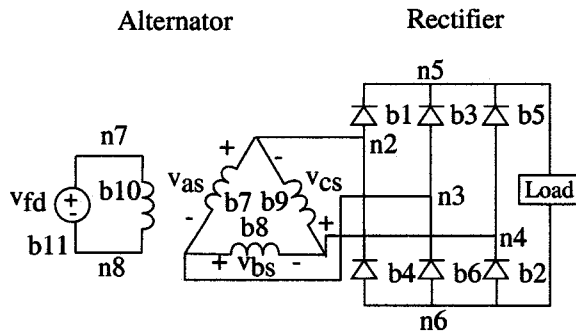 Alternator Rectifier
n5
b1 b3 b5
n7 n2
+ -
v_as v_cs
v_fd + - b10 b7 b9 n3 Load
- b8 +
b11 n4
+ v_bs - b4 b6 b2
n8
n6